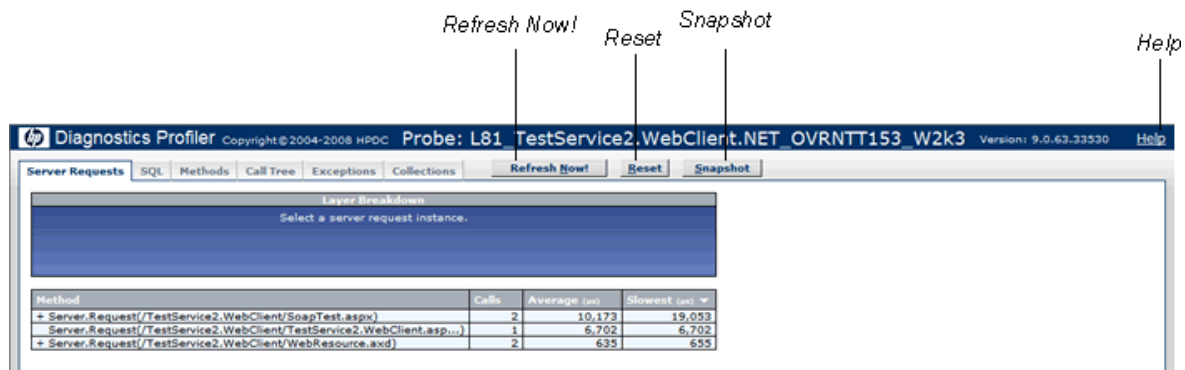 Refresh Now!
Reset
Snapshot
Help
hp Diagnostics Profiler Copyright©2004-2008 HPDC Probe: L81_TestService2.WebClient.NET_OVRNTT153_W2k3 Version: 9.0.63.33530 Help
Server Requests SQL Methods Call Tree Exceptions Collections Refresh Now! Reset Snapshot
Layer Breakdown
Select a server request instance.
Method Calls Average (µs) Slowest (µs)
+ Server.Request(/TestService2.WebClient/SoapTest.aspx) 2 10,173 19,053
Server.Request(/TestService2.WebClient/TestService2.WebClient.asp...) 1 6,702 6,702
+ Server.Request(/TestService2.WebClient/WebResource.axd) 2 635 655